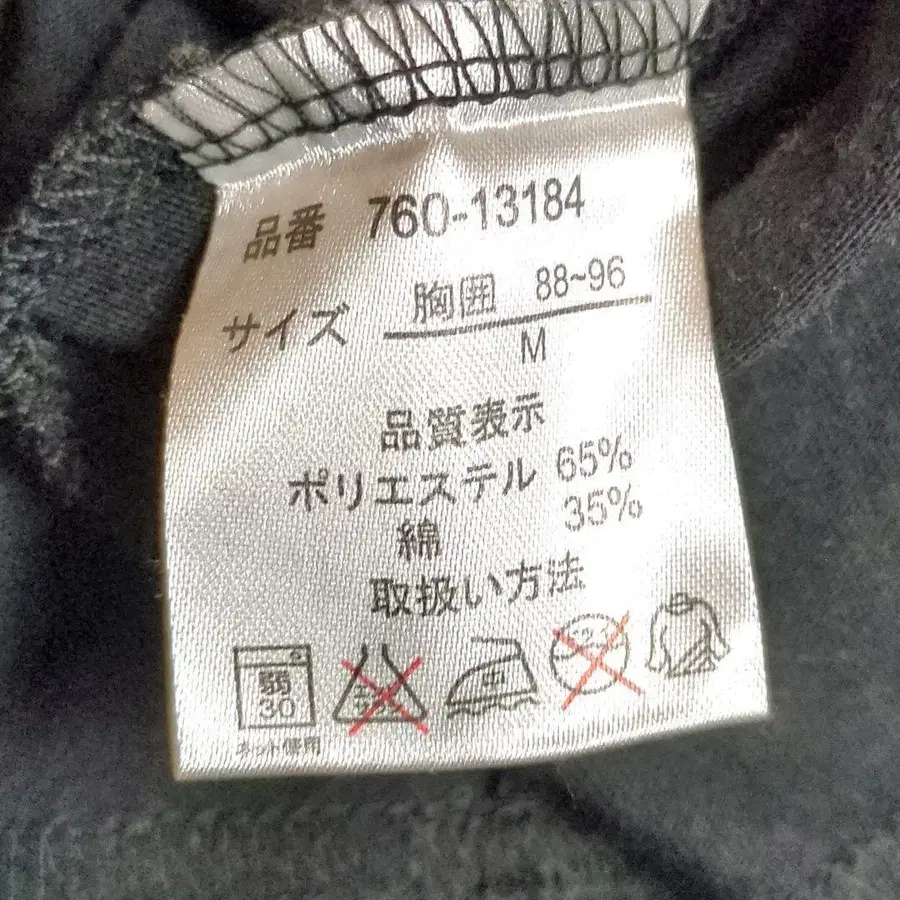 品番 760-13184
サイズ 胸囲 88~96
M
品質表示
ポリエステル 65%
綿 35%
取扱い方法
弱 中
30
ネット使用